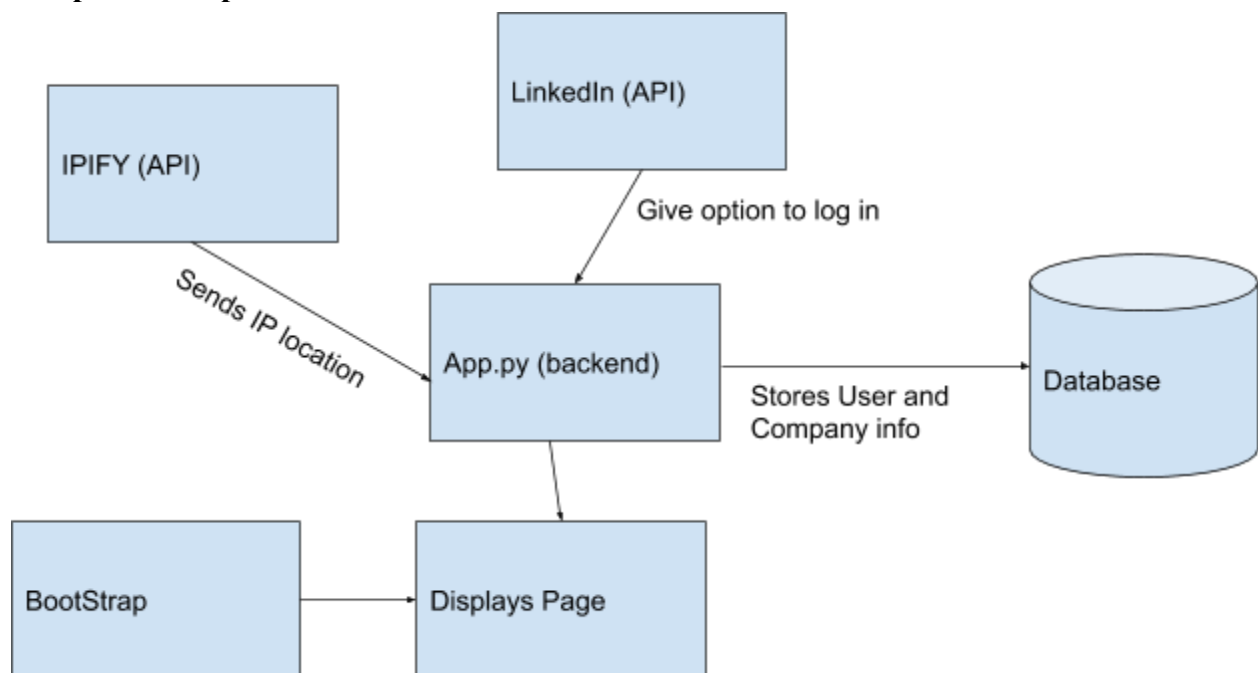 LinkedIn (API)
IPIFY (API)
Give option to log in
Sends IP location
App.py (backend)
Stores User and
Company info
Database
BootStrap
Displays Page